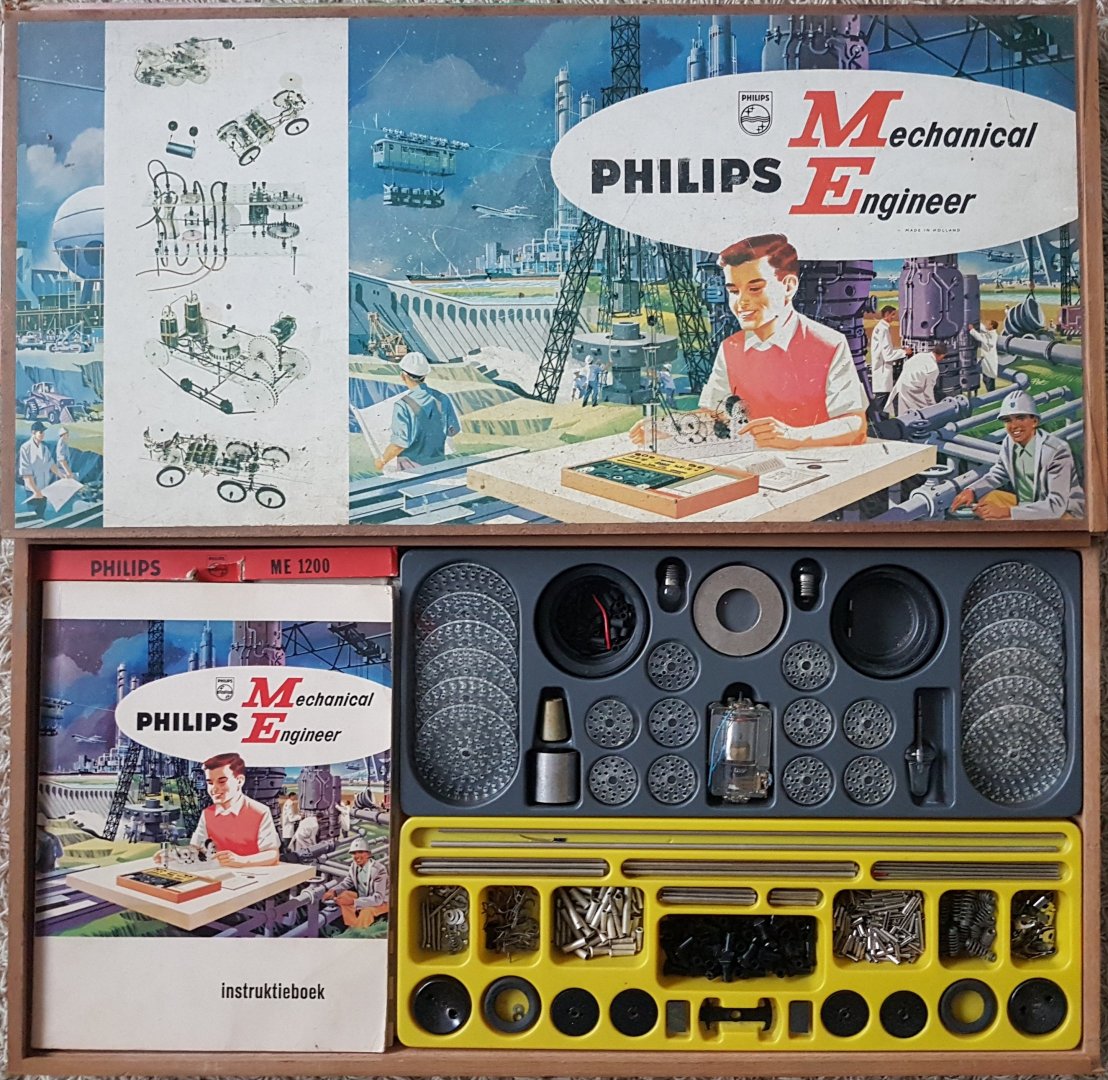 PHILIPS
Mechanical
PHILIPS
Engineer
MADE IN HOLLAND
PHILIPS
ME 1200
PHILIPS
Mechanical
PHILIPS
Engineer
instruktieboek